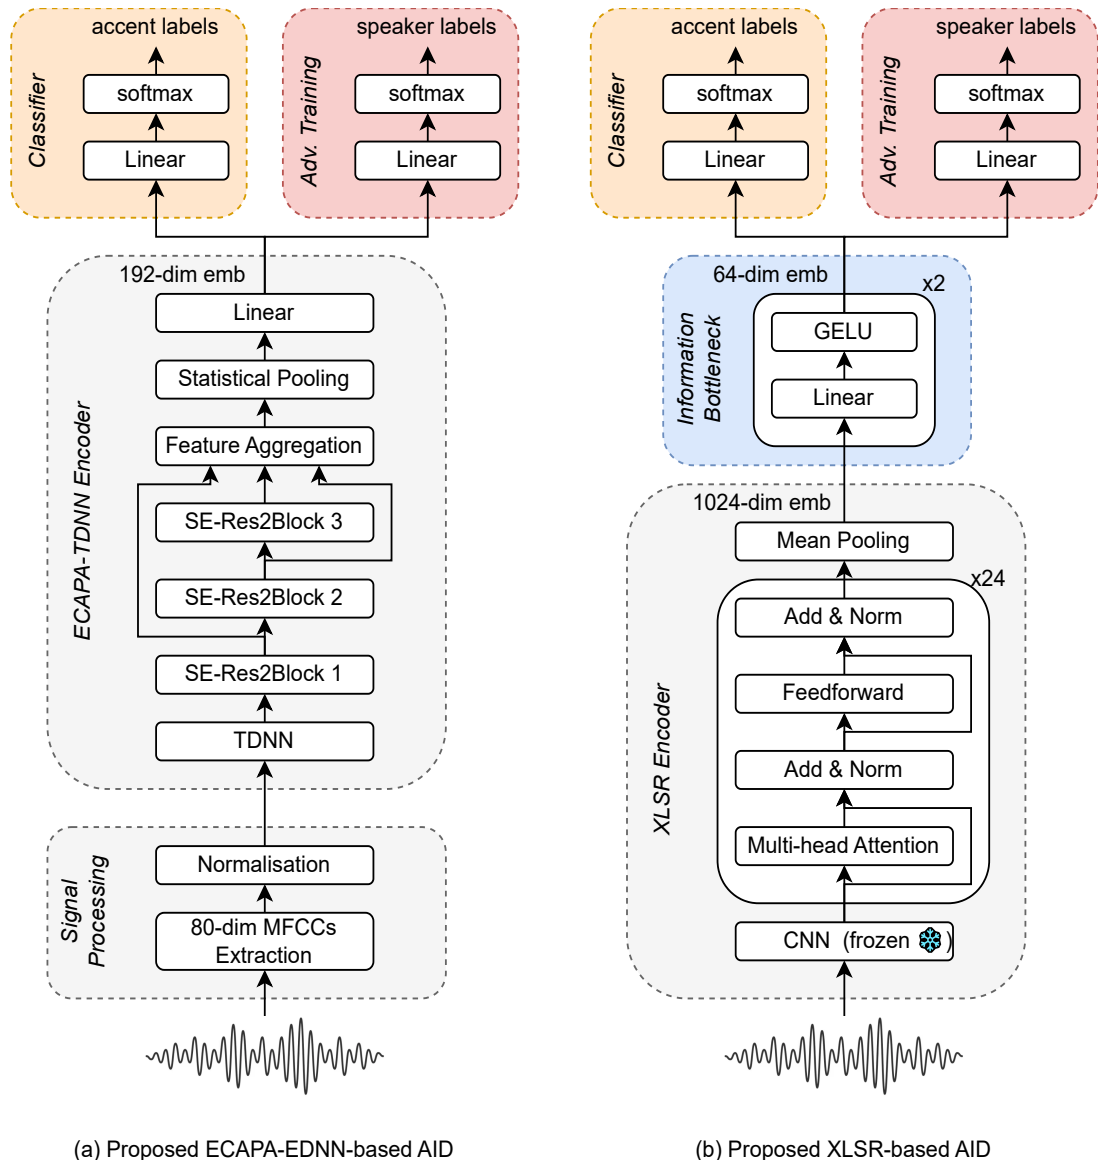 accent labels
softmax
Linear
Classifier
speaker labels
softmax
Linear
Adv. Training
192-dim emb
Linear
Statistical Pooling
Feature Aggregation
SE-Res2Block 3
SE-Res2Block 2
SE-Res2Block 1
TDNN
ECAPA-TDNN Encoder
Normalisation
80-dim MFCCs
Extraction
Signal
Processing
(a) Proposed ECAPA-EDNN-based AID
accent labels
softmax
Linear
Classifier
speaker labels
softmax
Linear
Adv. Training
64-dim emb
x2
GELU
Linear
Information
Bottleneck
1024-dim emb
Mean Pooling
x24
Add & Norm
Feedforward
Add & Norm
Multi-head Attention
CNN (frozen )
XLSR Encoder
(b) Proposed XLSR-based AID